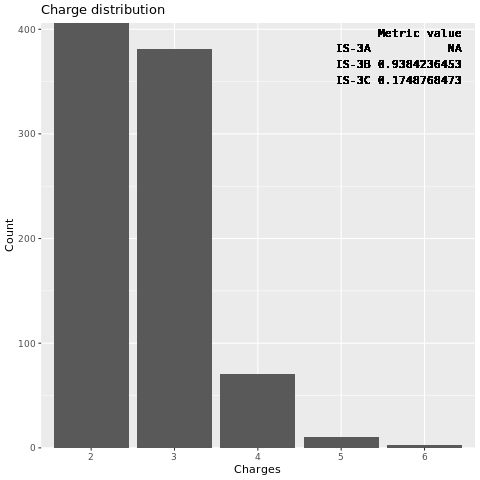 Charge distribution
Metric value
IS-3A NA
IS-3B 0.9384236453
IS-3C 0.1748768473
400
300
200
100
0
Count
2 3 4 5 6
Charges